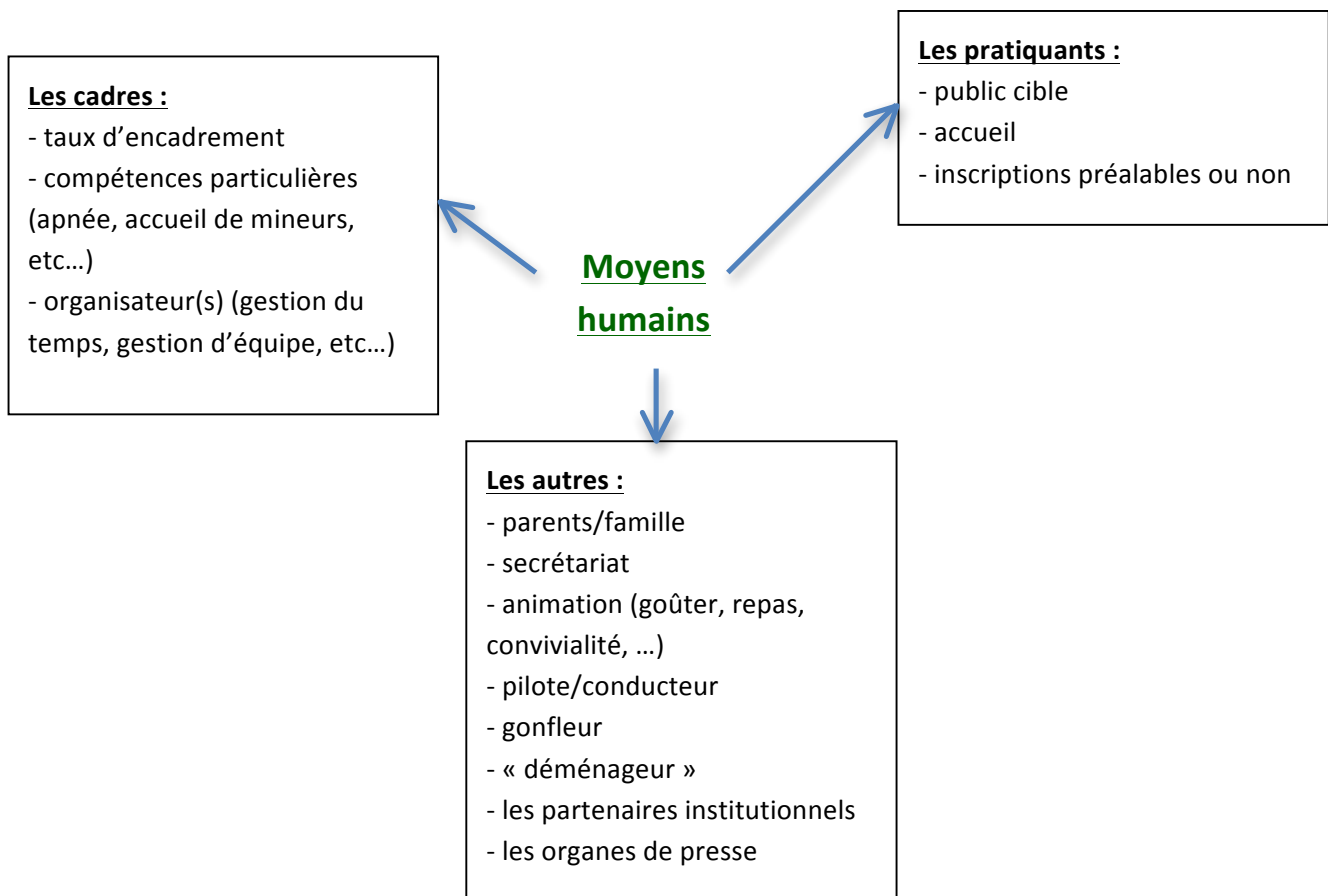 Les cadres :
- taux d’encadrement
- compétences particulières
(apnée, accueil de mineurs,
etc…)
- organisateur(s) (gestion du
temps, gestion d’équipe, etc…)
Les pratiquants :
- public cible
- accueil
- inscriptions préalables ou non
Moyens
humains
Les autres :
- parents/famille
- secrétariat
- animation (goûter, repas,
convivialité, …)
- pilote/conducteur
- gonfleur
- « déménageur »
- les partenaires institutionnels
- les organes de presse